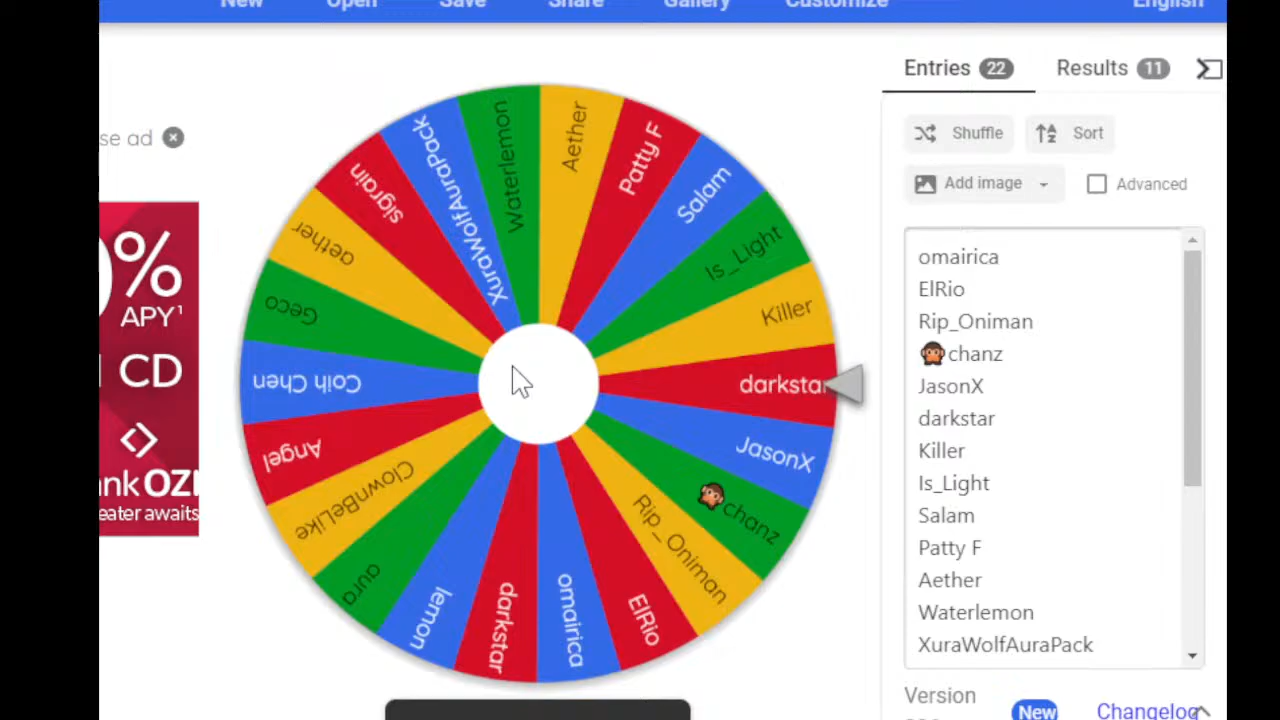 New Open Save Share Gallery Customize English
Entries 22 Results 11
Shuffle Sort
Add image Advanced
se ad
0%
APY¹
CD
nk OZ
eater awaits
Aether
Patty F
Salam
Is_Light
Killer
darkstar
JasonX
🙊chanz
Rip_Oniman
ElRio
omairica
darkstar
lemon
aura
ClownBeLike
Angel
Coih Chen
Geco
aether
sigrain
XuraWolfAuraPack
Waterlemon
omairica
ElRio
Rip_Oniman
🙊chanz
JasonX
darkstar
Killer
Is_Light
Salam
Patty F
Aether
Waterlemon
XuraWolfAuraPack
Version
New Changelog